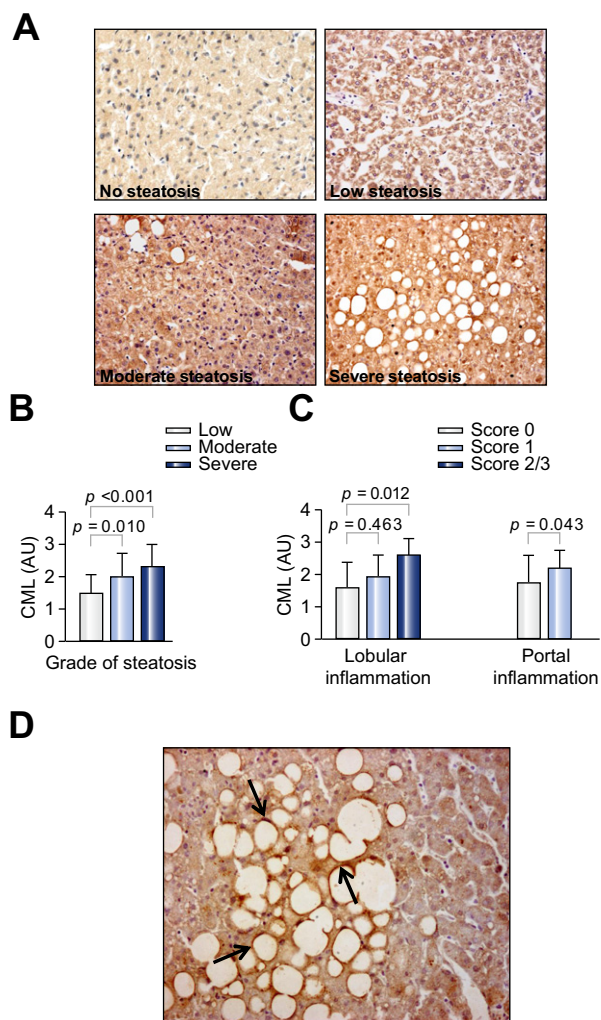 A
No steatosis
Low steatosis
Moderate steatosis
Severe steatosis
B
Low
Moderate
Severe
CML (AU)
4
3
2
1
0
p <0.001
p = 0.010
Grade of steatosis
C
Score 0
Score 1
Score 2/3
CML (AU)
4
3
2
1
0
p = 0.012
p = 0.463
p = 0.043
Lobular
inflammation
Portal
inflammation
D